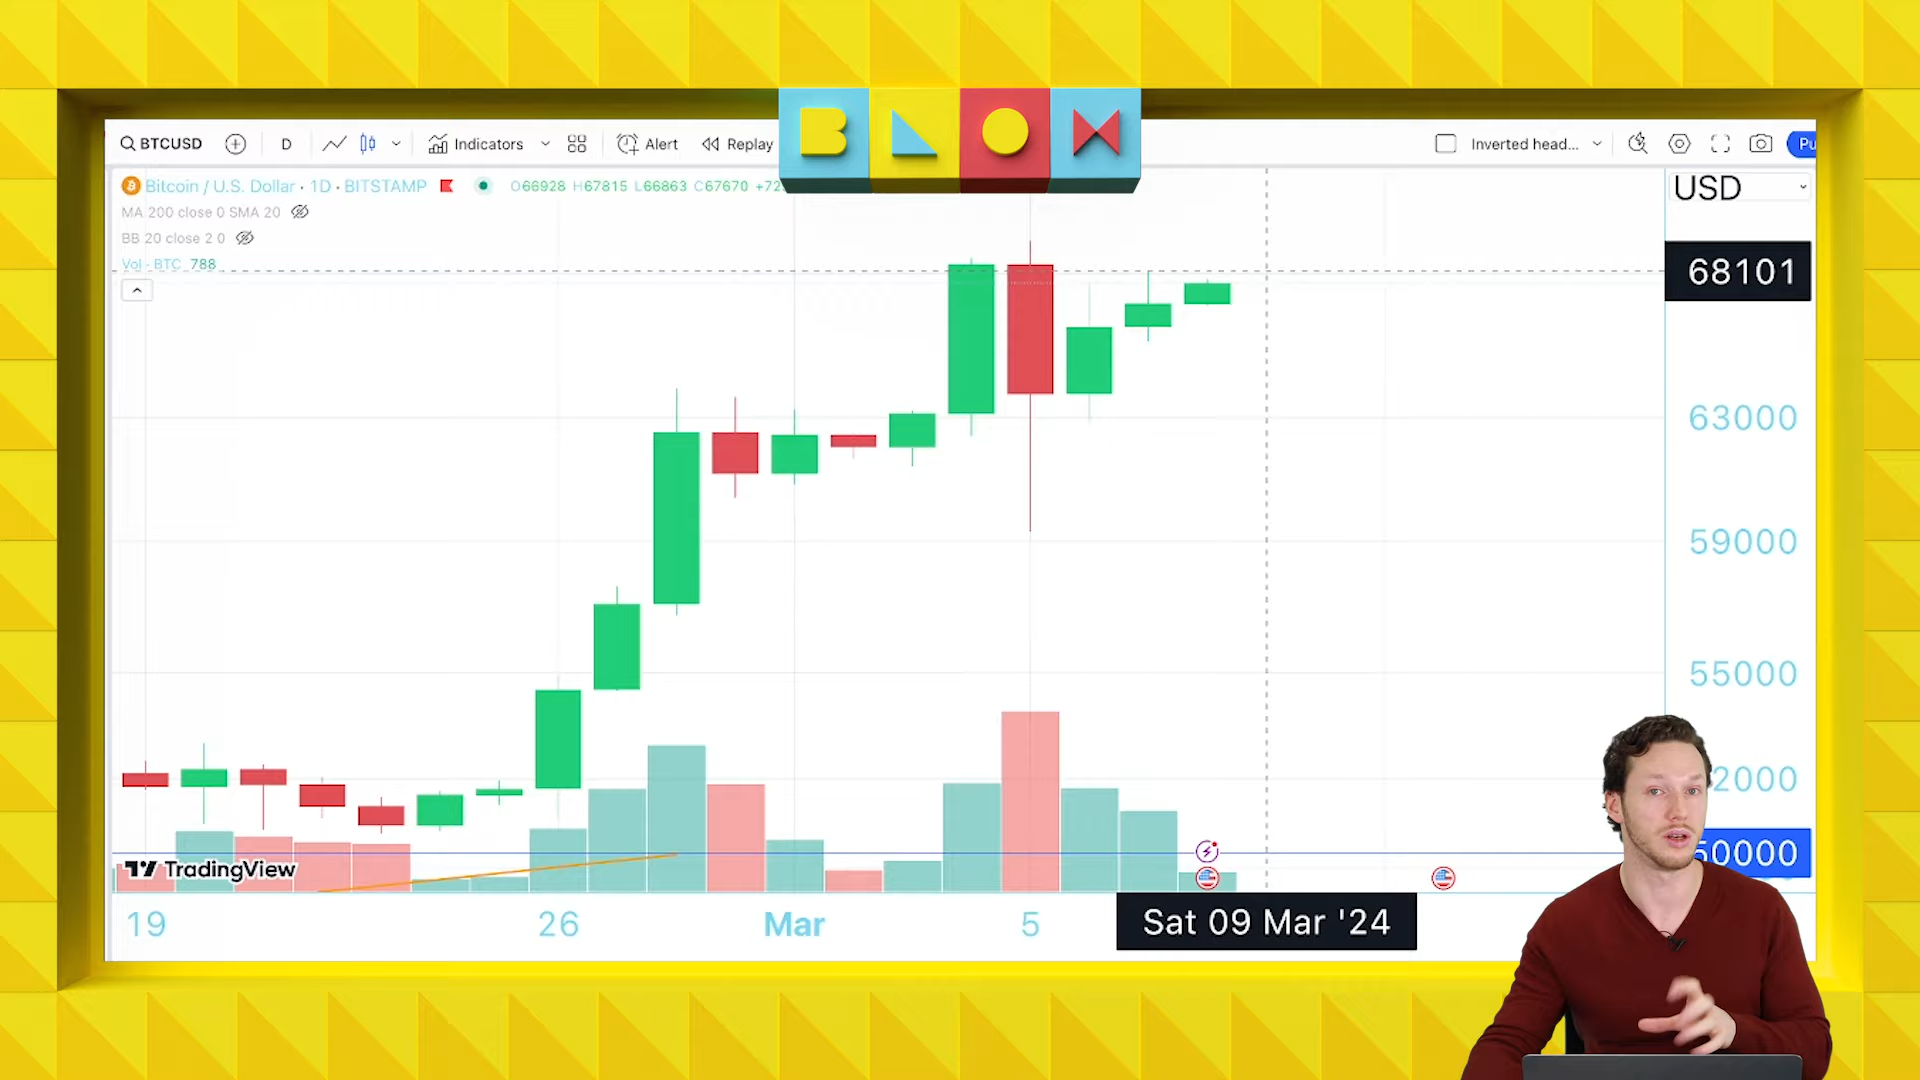 BLOX
BTCUSD D Indicators Alert Replay Inverted head...
Bitcoin / U.S. Dollar · 1D · BITSTAMP O66928 H67815 L66863 C67670
USD
MA 200 close 0 SMA 20
BB 20 close 2 0
Vol · BTC 788
68101
63000
59000
55000
TradingView
19 26 Mar 5 Sat 09 Mar '24